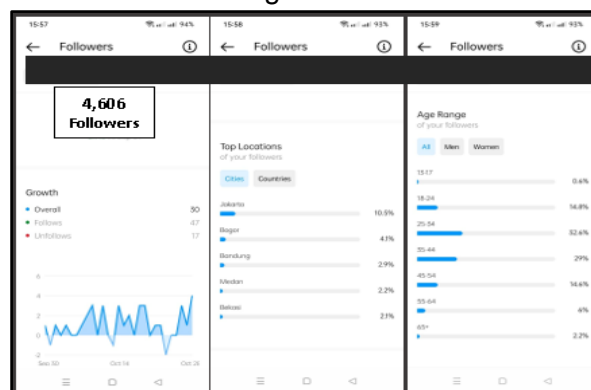 15:57
94%
Followers
4,606
Followers
Growth
Overall 30
Follows 47
Unfollows 17
6
4
2
0
-2
Sep 30 Oct 14 Oct 28
15:58
93%
Followers
Top Locations
of your followers
Cities Countries
Jakarta
10.5%
Bogor
4.1%
Bandung
2.9%
Medan
2.2%
Bekasi
2.1%
15:59
93%
Followers
Age Range
of your followers
All Men Women
13-17
0.6%
18-24
14.8%
25-34
32.6%
35-44
29%
45-54
14.6%
55-64
6%
65+
2.2%